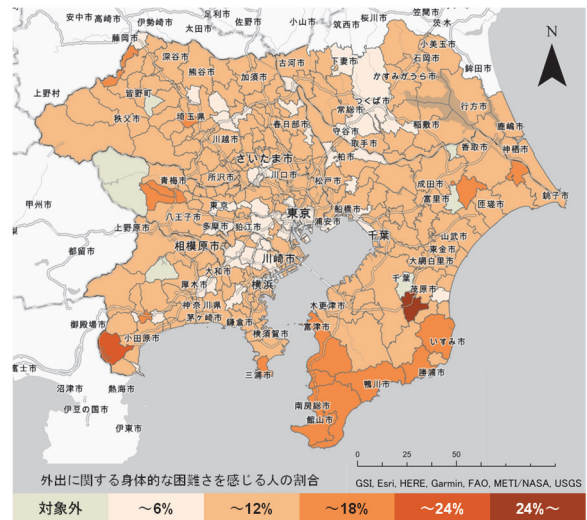 安中市
高崎市
伊勢崎市
足利市
佐野市
小山市
筑西市
桜川市
笠間市
茨木
藤岡市
太田市
小美玉市
石岡市
鉾田市
深谷市
古河市
下妻市
熊谷市
加須市
かすみがうら市
上野村
皆野町
つくば市
行方市
常総市
秩父市
埼玉県
春日部市
守谷市
稲敷市
鹿嶋市
川越市
取手市
さいたま市
柏市
香取市
神栖市
青梅市
所沢市
川口市
松戸市
成田市
銚子市
甲州市
東京
東京
船橋市
富里市
匝瑳市
八王子市
浦安市
上野原市
多摩市
狛江市
千葉
山武市
都留市
相模原市
東金市
川崎市
大網白里市
大和市
千葉
厚木市
横浜
茂原市
神奈川県
木更津市
御殿場市
茅ヶ崎市
鎌倉市
富津市
小田原市
横須賀市
いすみ市
富士市
三浦市
勝浦市
沼津市
熱海市
鴨川市
伊豆の国市
南房総市
伊東市
館山市
N
0
25
50
外出に関する身体的な困難さを感じる人の割合
GSI, Esri, HERE, Garmin, FAO, METI/NASA, USGS
対象外
～6%
～12%
～18%
～24%
24%～